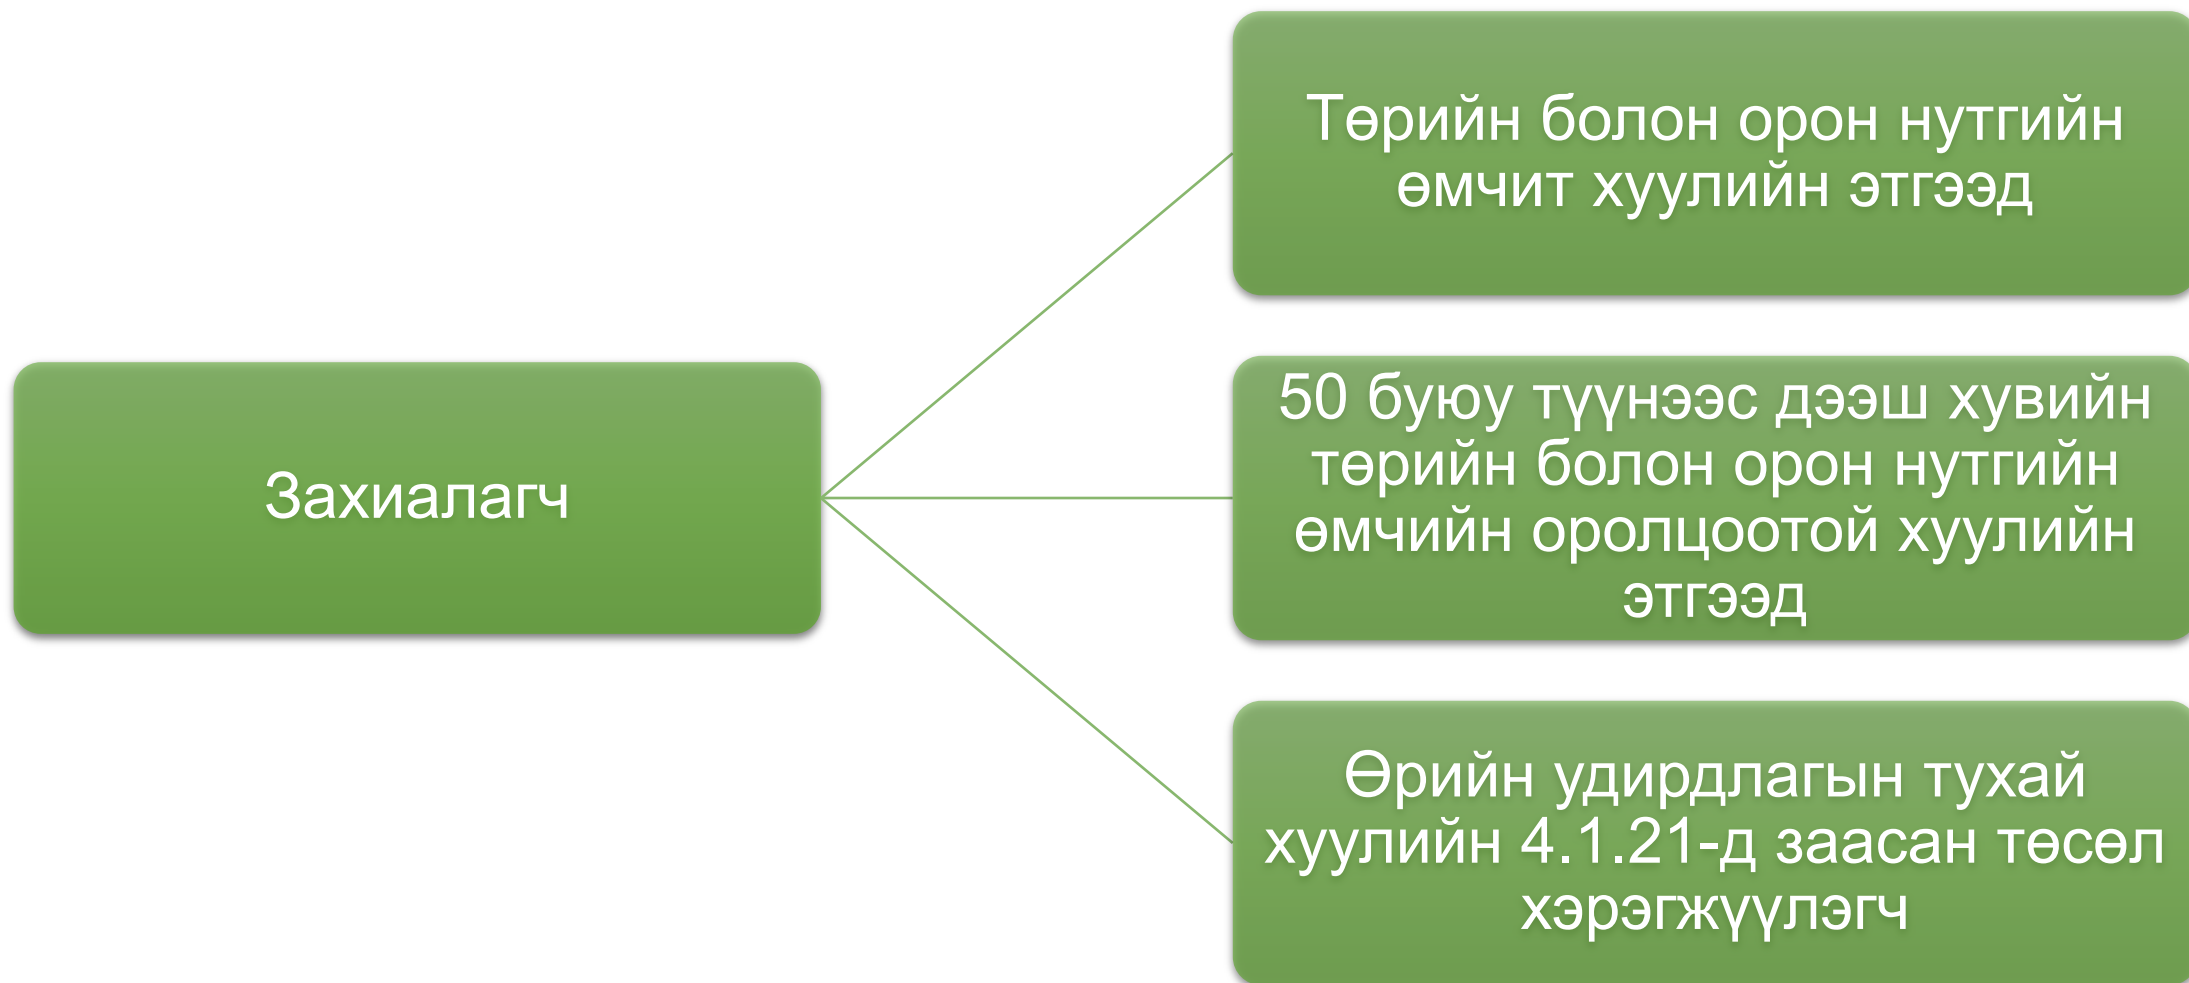 Төрийн болон орон нутгийн
өмчит хуулийн этгээд
Захиалагч
50 буюу түүнээс дээш хувийн
төрийн болон орон нутгийн
өмчийн оролцоотой хуулийн
этгээд
Өрийн удирдлагын тухай
хуулийн 4.1.21-д заасан төсөл
хэрэгжүүлэгч